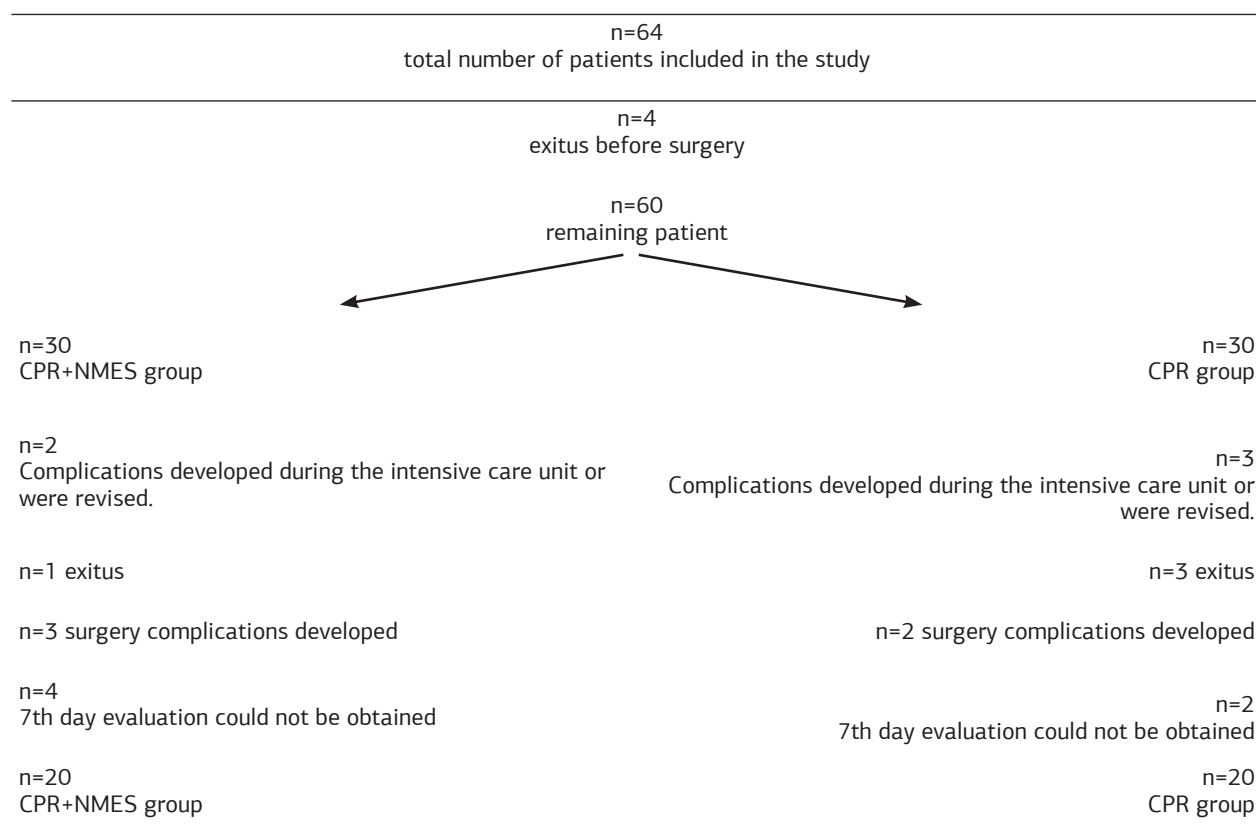 n=64
total number of patients included in the study
n=4
exitus before surgery
n=60
remaining patient
n=30
CPR+NMES group
n=30
CPR group
n=2
Complications developed during the intensive care unit or
were revised.
n=3
Complications developed during the intensive care unit or
were revised.
n=1 exitus
n=3 exitus
n=3 surgery complications developed
n=2 surgery complications developed
n=4
7th day evaluation could not be obtained
n=2
7th day evaluation could not be obtained
n=20
CPR+NMES group
n=20
CPR group